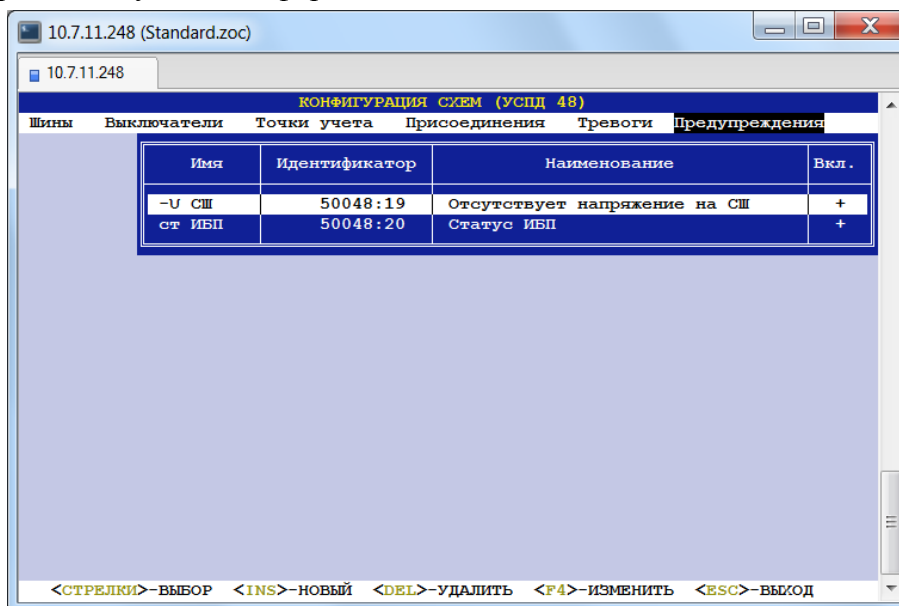 10.7.11.248 (Standard.zoc)
10.7.11.248
КОНФИГУРАЦИЯ СХЕМ (УСПД 48)
Шины Выключатели Точки учета Присоединения Тревоги Предупреждения
Имя Идентификатор Наименование Вкл.
-U СШ 50048:19 Отсутствует напряжение на СШ +
ст ИБП 50048:20 Статус ИБП +
<СТРЕЛКИ>-ВЫБОР <INS>-НОВЫЙ <DEL>-УДАЛИТЬ <F4>-ИЗМЕНИТЬ <ESC>-ВЫХОД